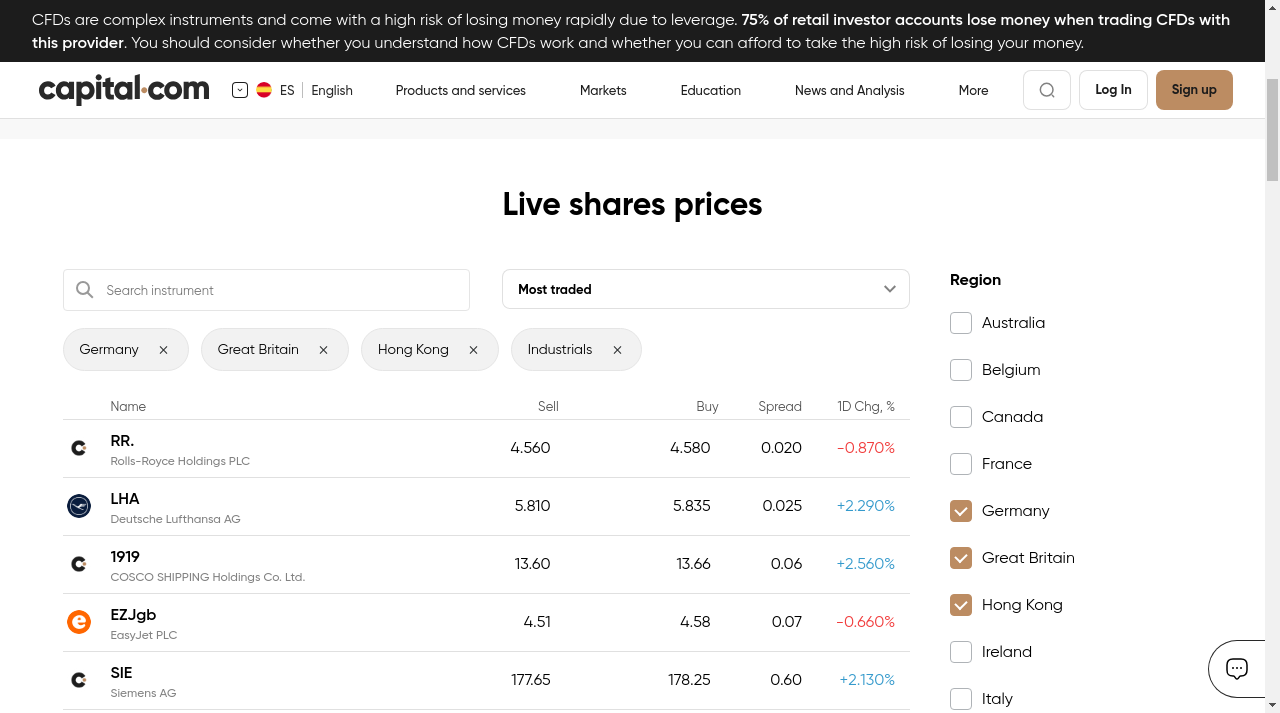 CFDs are complex instruments and come with a high risk of losing money rapidly due to leverage. 75% of retail investor accounts lose money when trading CFDs with
this provider. You should consider whether you understand how CFDs work and whether you can afford to take the high risk of losing your money.
capital.com
ES
English
Products and services
Markets
Education
News and Analysis
More
Log In
Sign up
Live shares prices
Search instrument
Most traded
Germany
Great Britain
Hong Kong
Industrials
Name Sell Buy Spread 1D Chg, %
RR. 4.560 4.580 0.020 -0.870%
Rolls-Royce Holdings PLC
LHA 5.810 5.835 0.025 +2.290%
Deutsche Lufthansa AG
1919 13.60 13.66 0.06 +2.560%
COSCO SHIPPING Holdings Co. Ltd.
EZJgb 4.51 4.58 0.07 -0.660%
EasyJet PLC
SIE 177.65 178.25 0.60 +2.130%
Siemens AG
Region
Australia
Belgium
Canada
France
Germany
Great Britain
Hong Kong
Ireland
Italy